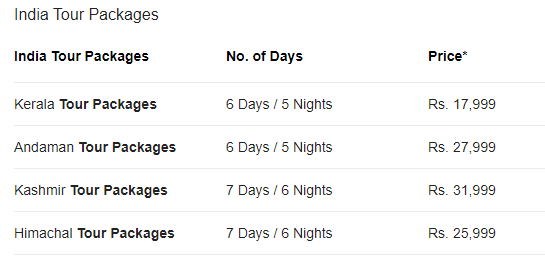 India Tour Packages
India Tour Packages No. of Days Price*
Kerala Tour Packages 6 Days / 5 Nights Rs. 17,999
Andaman Tour Packages 6 Days / 5 Nights Rs. 27,999
Kashmir Tour Packages 7 Days / 6 Nights Rs. 31,999
Himachal Tour Packages 7 Days / 6 Nights Rs. 25,999